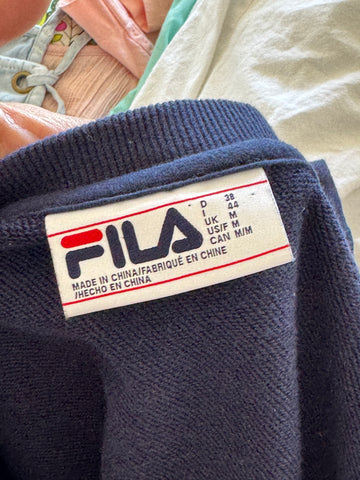 FILA
D 38
I 44
UK M
US/F M
CAN M/M
MADE IN CHINA/FABRIQUÉ EN CHINE
/HECHO EN CHINA